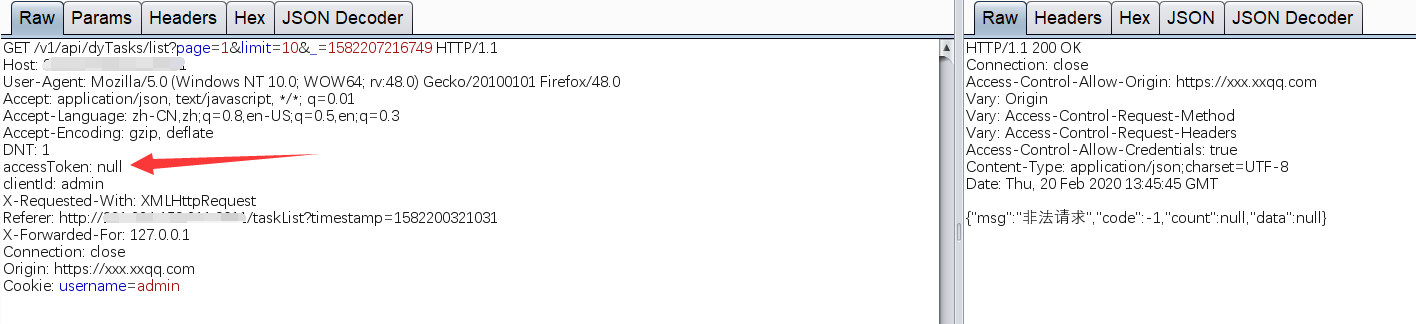 Raw Params Headers Hex JSON Decoder
GET /v1/api/dyTasks/list?page=1&limit=10&_=1582207216749 HTTP/1.1
Host:
User-Agent: Mozilla/5.0 (Windows NT 10.0; WOW64; rv:48.0) Gecko/20100101 Firefox/48.0
Accept: application/json, text/javascript, */*; q=0.01
Accept-Language: zh-CN,zh;q=0.8,en-US;q=0.5,en;q=0.3
Accept-Encoding: gzip, deflate
DNT: 1
accessToken: null
clientId: admin
X-Requested-With: XMLHttpRequest
Referer: http:// /taskList?timestamp=1582200321031
X-Forwarded-For: 127.0.0.1
Connection: close
Origin: https://xxx.xxqq.com
Cookie: username=admin
Raw Headers Hex JSON JSON Decoder
HTTP/1.1 200 OK
Connection: close
Access-Control-Allow-Origin: https://xxx.xxqq.com
Vary: Origin
Vary: Access-Control-Request-Method
Vary: Access-Control-Request-Headers
Access-Control-Allow-Credentials: true
Content-Type: application/json;charset=UTF-8
Date: Thu, 20 Feb 2020 13:45:45 GMT
{"msg":"非法请求","code":-1,"count":null,"data":null}